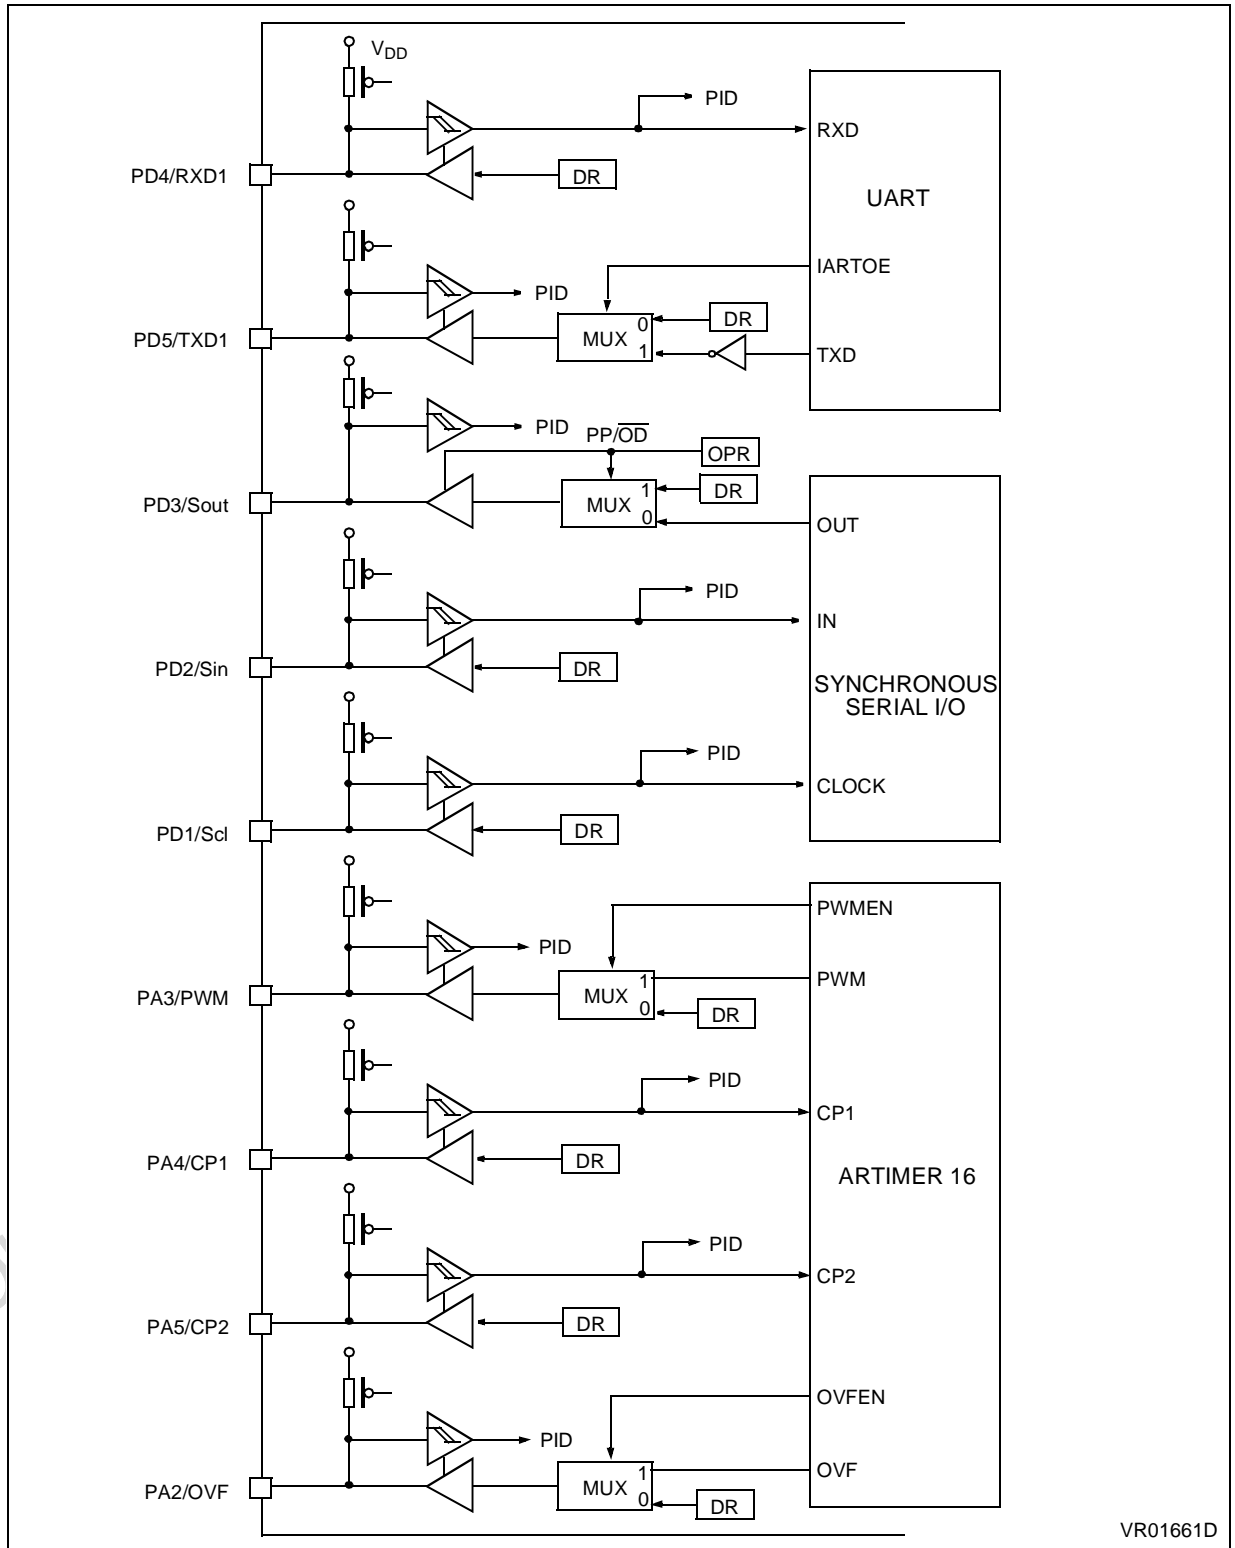 VDD
PID
RXD
PD4/RXD1
DR
UART
IARTOE
PID
DR
PD5/TXD1
MUX
0
1
TXD
PID
PP/OD
OPR
PD3/Sout
MUX
1
0
DR
OUT
PID
IN
PD2/Sin
DR
SYNCHRONOUS
SERIAL I/O
PID
CLOCK
PD1/Scl
DR
PWMEN
PID
PA3/PWM
MUX
1
0
PWM
DR
PID
CP1
PA4/CP1
DR
ARTIMER 16
PID
CP2
PA5/CP2
DR
OVFEN
PID
PA2/OVF
MUX
1
0
OVF
DR
VR01661D